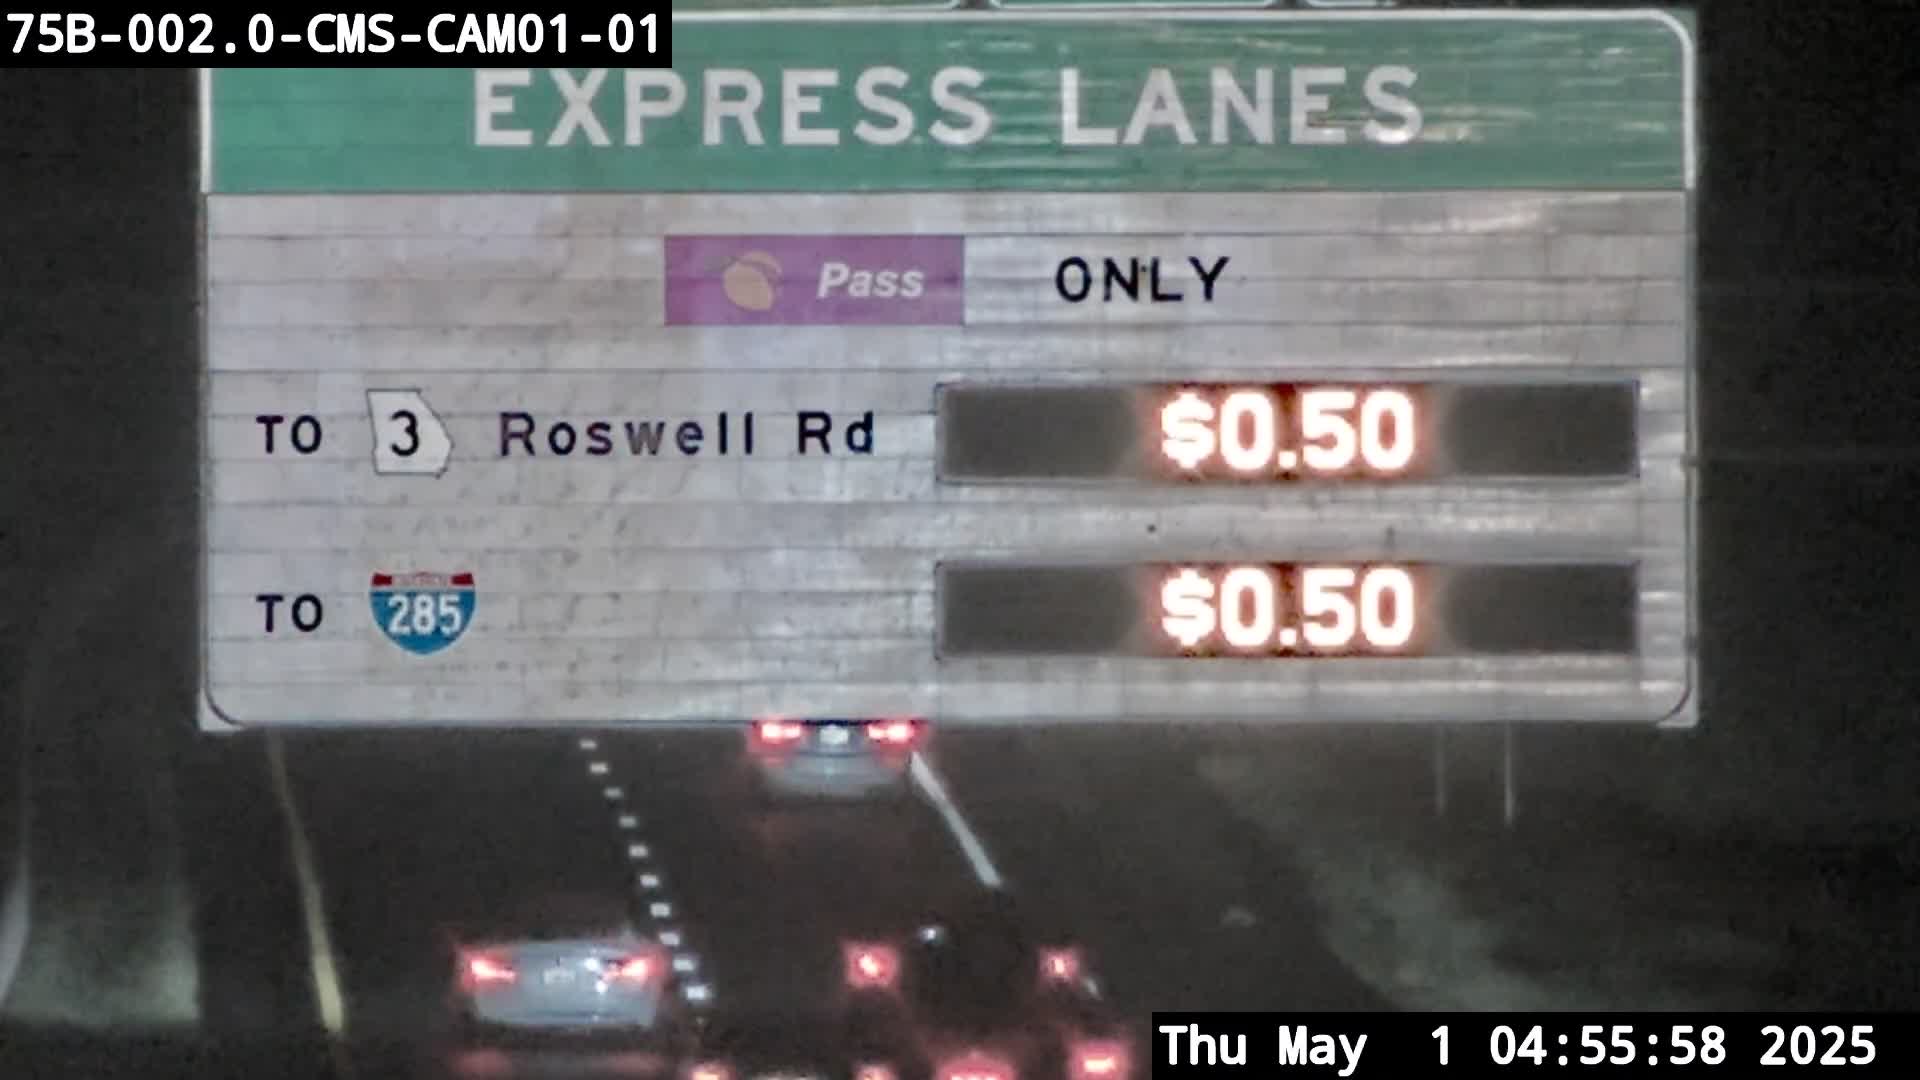 75B-002.0-CMS-CAM01-01
EXPRESS LANES
Pass ONLY
TO 3 Roswell Rd $0.50
TO 285 $0.50
Thu May 1 04:55:58 2025